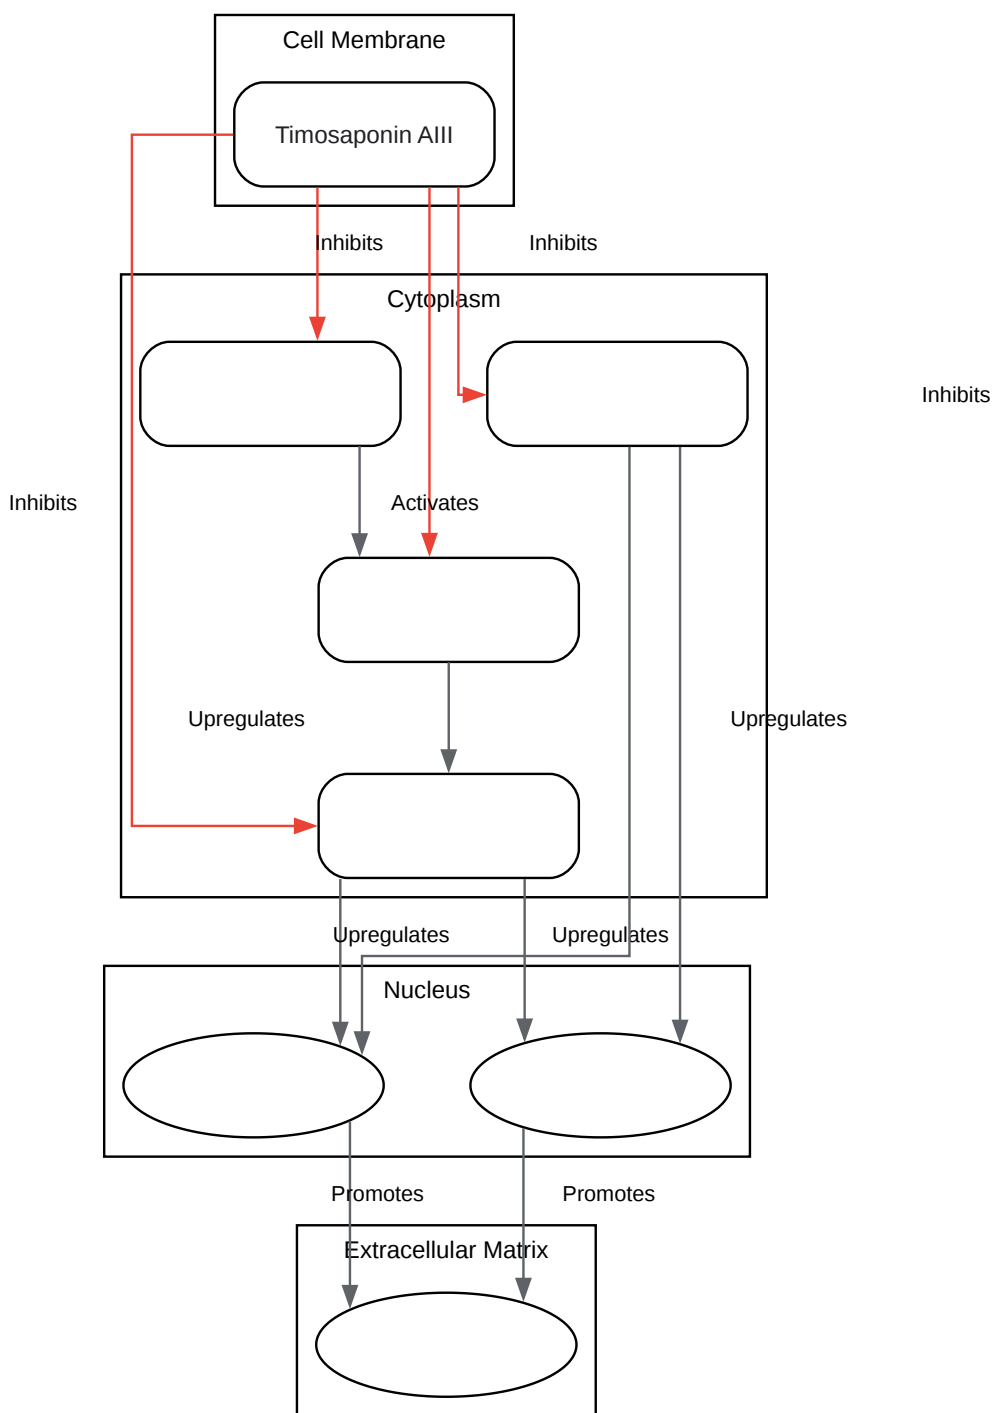 Cell Membrane
Timosaponin AIII
Inhibits
Inhibits
Cytoplasm
Inhibits
Inhibits
Activates
Upregulates
Upregulates
Upregulates
Upregulates
Nucleus
Promotes
Promotes
Extracellular Matrix